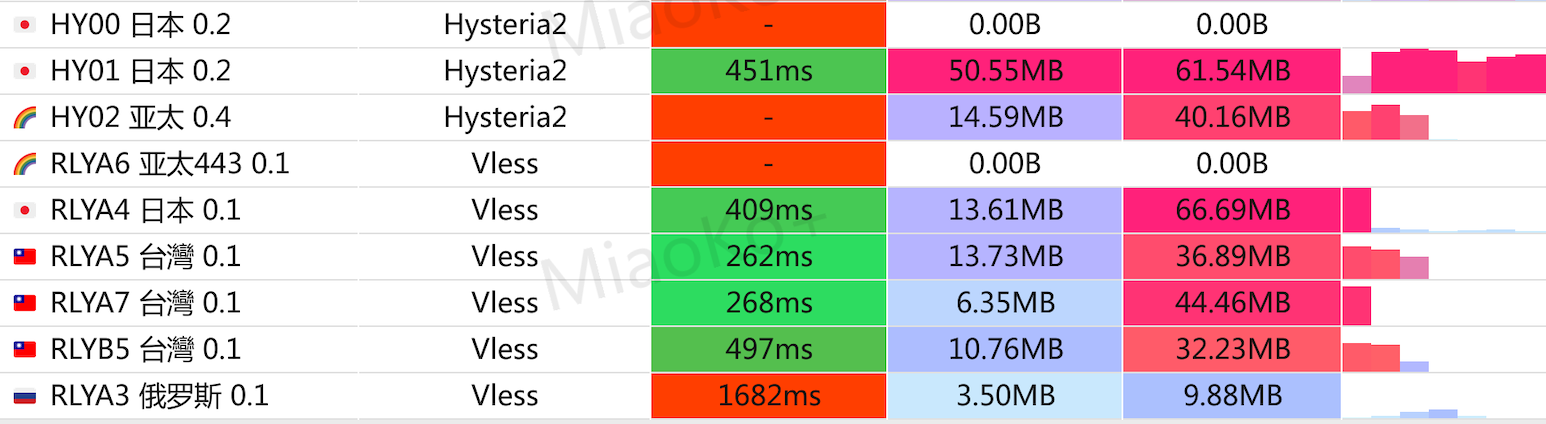 HY00 日本 0.2 Hysteria2 - 0.00B 0.00B
HY01 日本 0.2 Hysteria2 451ms 50.55MB 61.54MB
HY02 亚太 0.4 Hysteria2 - 14.59MB 40.16MB
RLYA6 亚太443 0.1 Vless - 0.00B 0.00B
RLYA4 日本 0.1 Vless 409ms 13.61MB 66.69MB
RLYA5 台灣 0.1 Vless 262ms 13.73MB 36.89MB
RLYA7 台灣 0.1 Vless 268ms 6.35MB 44.46MB
RLYB5 台灣 0.1 Vless 497ms 10.76MB 32.23MB
RLYA3 俄罗斯 0.1 Vless 1682ms 3.50MB 9.88MB
MiaoKo+
MiaoKo+